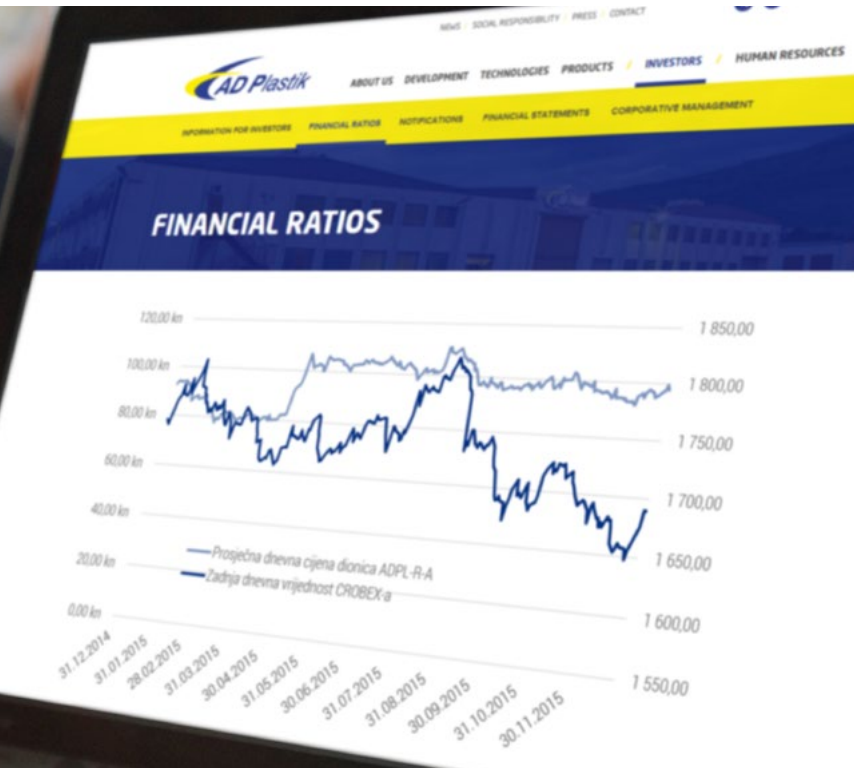 NEWS / SOCIAL RESPONSIBILITY / PRESS / CONTACT
AD Plastik
ABOUT US DEVELOPMENT TECHNOLOGIES PRODUCTS / INVESTORS / HUMAN RESOURCES
INFORMATION FOR INVESTORS FINANCIAL RATIOS NOTIFICATIONS FINANCIAL STATEMENTS CORPORATIVE MANAGEMENT
FINANCIAL RATIOS
120,00 kn
100,00 kn
80,00 kn
60,00 kn
40,00 kn
20,00 kn
0,00 kn
1 850,00
1 800,00
1 750,00
1 700,00
1 650,00
1 600,00
1 550,00
Prosječna dnevna cijena dionica ADPL-R-A
Zadnja dnevna vrijednost CROBEX-a
31.12.2014
31.01.2015
28.02.2015
31.03.2015
30.04.2015
31.05.2015
30.06.2015
31.07.2015
31.08.2015
30.09.2015
31.10.2015
30.11.2015